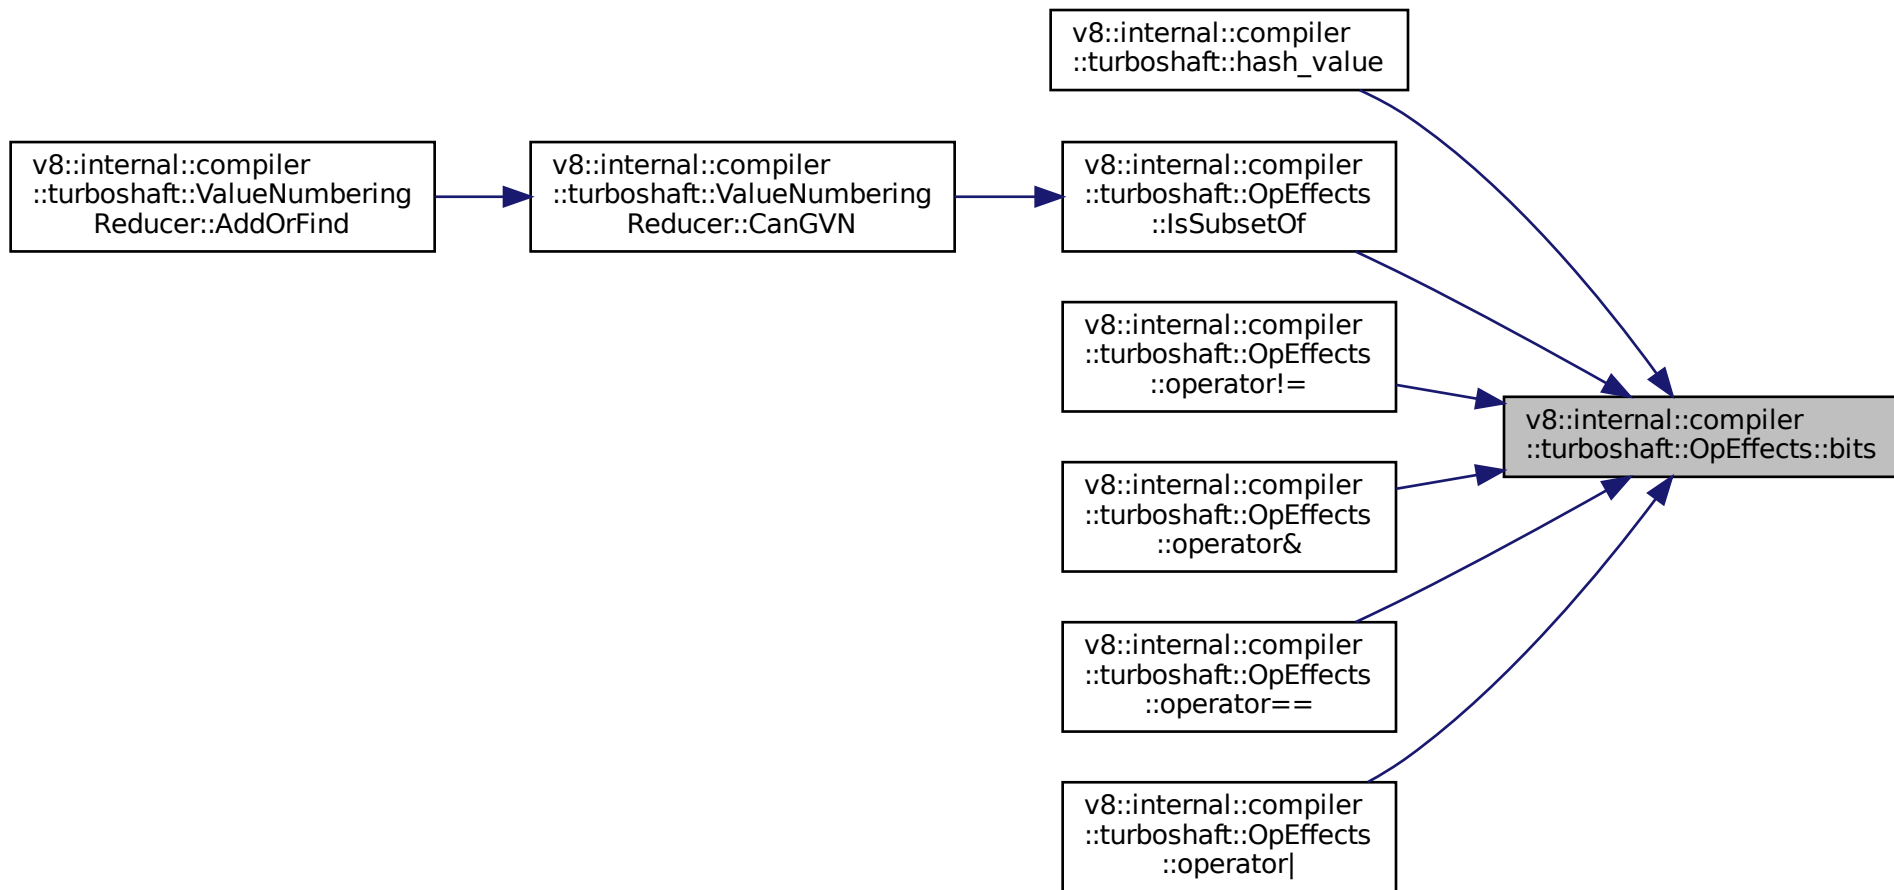 v8::internal::compiler
::turboshaft::hash_value
v8::internal::compiler
::turboshaft::ValueNumbering
Reducer::AddOrFind
v8::internal::compiler
::turboshaft::ValueNumbering
Reducer::CanGVN
v8::internal::compiler
::turboshaft::OpEffects
::IsSubsetOf
v8::internal::compiler
::turboshaft::OpEffects
::operator!=
v8::internal::compiler
::turboshaft::OpEffects::bits
v8::internal::compiler
::turboshaft::OpEffects
::operator&
v8::internal::compiler
::turboshaft::OpEffects
::operator==
v8::internal::compiler
::turboshaft::OpEffects
::operator|